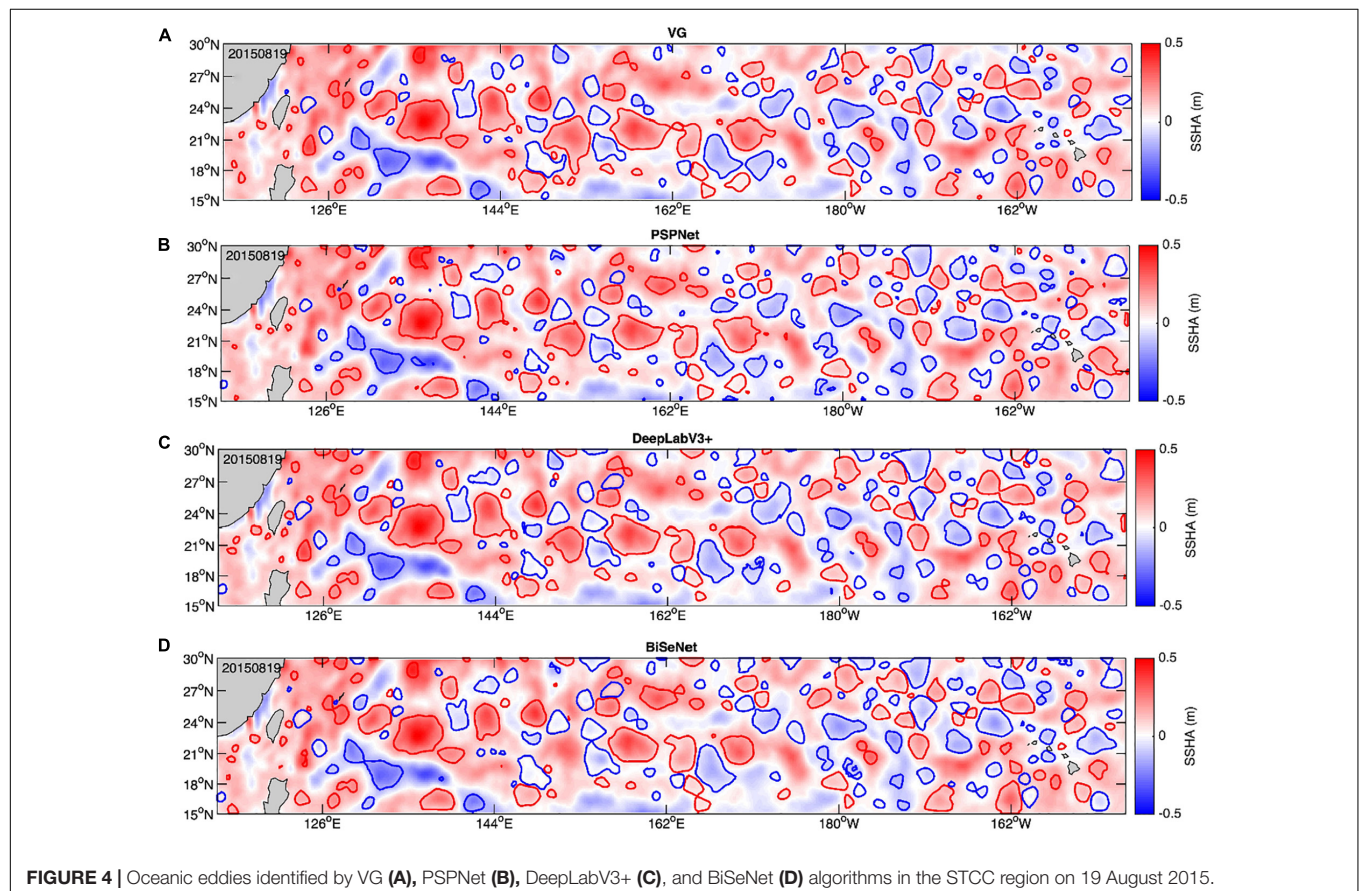 A
VG
20150819
30°N
27°N
24°N
21°N
18°N
15°N
126°E
144°E
162°E
180°W
162°W
0.5
0
-0.5
SSHA (m)
B
PSPNet
20150819
30°N
27°N
24°N
21°N
18°N
15°N
126°E
144°E
162°E
180°W
162°W
0.5
0
-0.5
SSHA (m)
C
DeepLabV3+
20150819
30°N
27°N
24°N
21°N
18°N
15°N
126°E
144°E
162°E
180°W
162°W
0.5
0
-0.5
SSHA (m)
D
BiSeNet
20150819
30°N
27°N
24°N
21°N
18°N
15°N
126°E
144°E
162°E
180°W
162°W
0.5
0
-0.5
SSHA (m)
FIGURE 4 | Oceanic eddies identified by VG (A), PSPNet (B), DeepLabV3+ (C), and BiSeNet (D) algorithms in the STCC region on 19 August 2015.